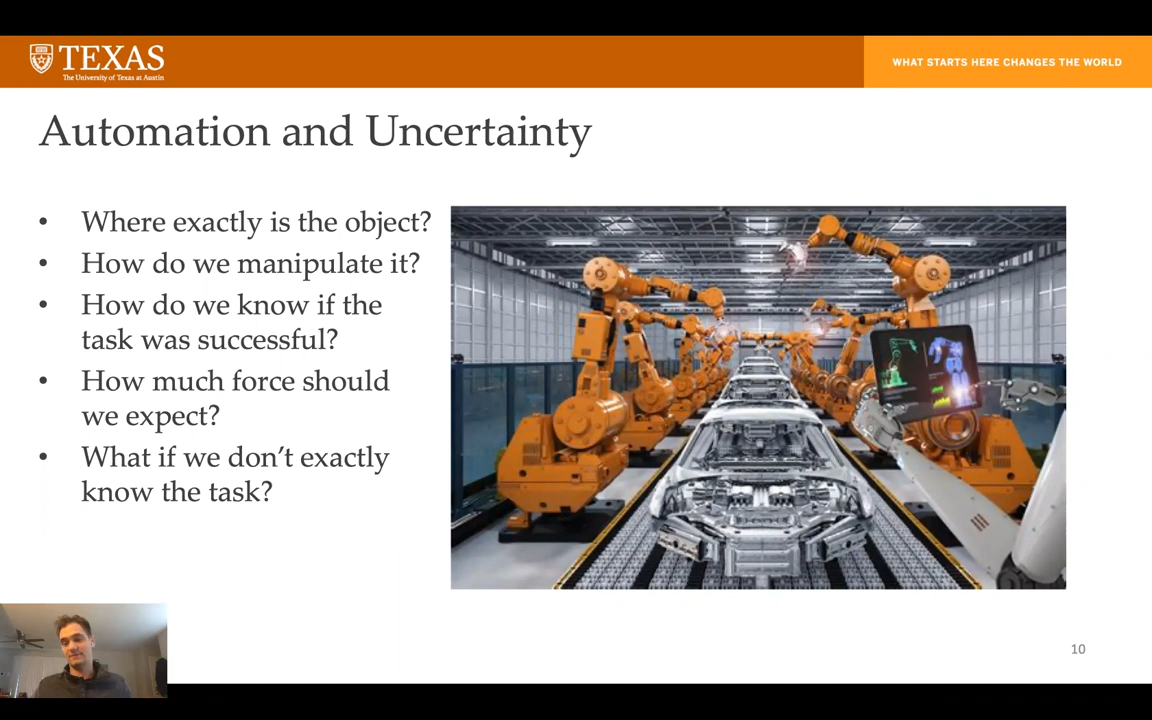 TEXAS
The University of Texas at Austin
WHAT STARTS HERE CHANGES THE WORLD
Automation and Uncertainty
• Where exactly is the object?
• How do we manipulate it?
• How do we know if the
task was successful?
• How much force should
we expect?
• What if we don’t exactly
know the task?
10